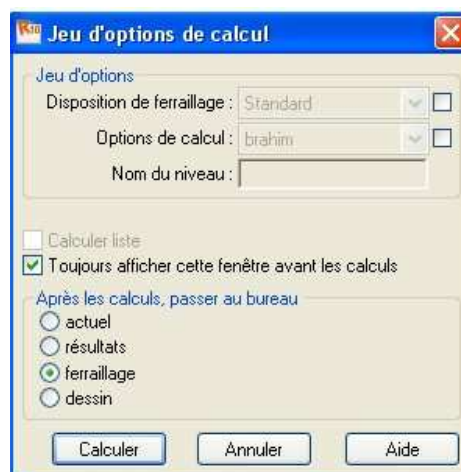 R10 Jeu d'options de calcul
Jeu d'options
Disposition de ferraillage : Standard
Options de calcul : brahim
Nom du niveau :
Calculer liste
Toujours afficher cette fenêtre avant les calculs
Après les calculs, passer au bureau
actuel
résultats
ferraillage
dessin
Calculer Annuler Aide